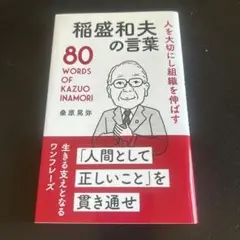 人を大切にし組織を伸ばす
稲盛和夫
の言葉
80
WORDS
OF
KAZUO
INAMORI
桑原晃弥
生きる支えとなる
ワンフレーズ
「人間として
正しいこと」を
貫き通せ